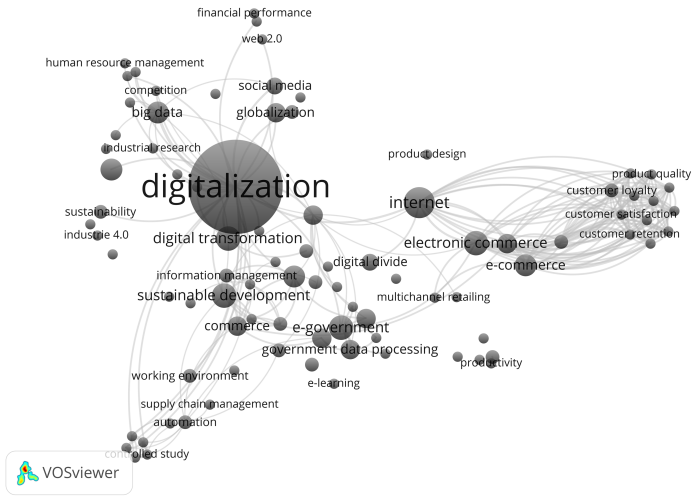 financial performance
web 2.0
human resource management
social media
competition
big data
globalization
industrial research
product design
product quality
digitalization
customer loyalty
internet
sustainability
customer satisfaction
industrie 4.0
digital transformation
customer retention
electronic commerce
digital divide
e-commerce
information management
sustainable development
multichannel retailing
commerce
e-government
government data processing
productivity
working environment
e-learning
supply chain management
automation
controlled study
VOSviewer